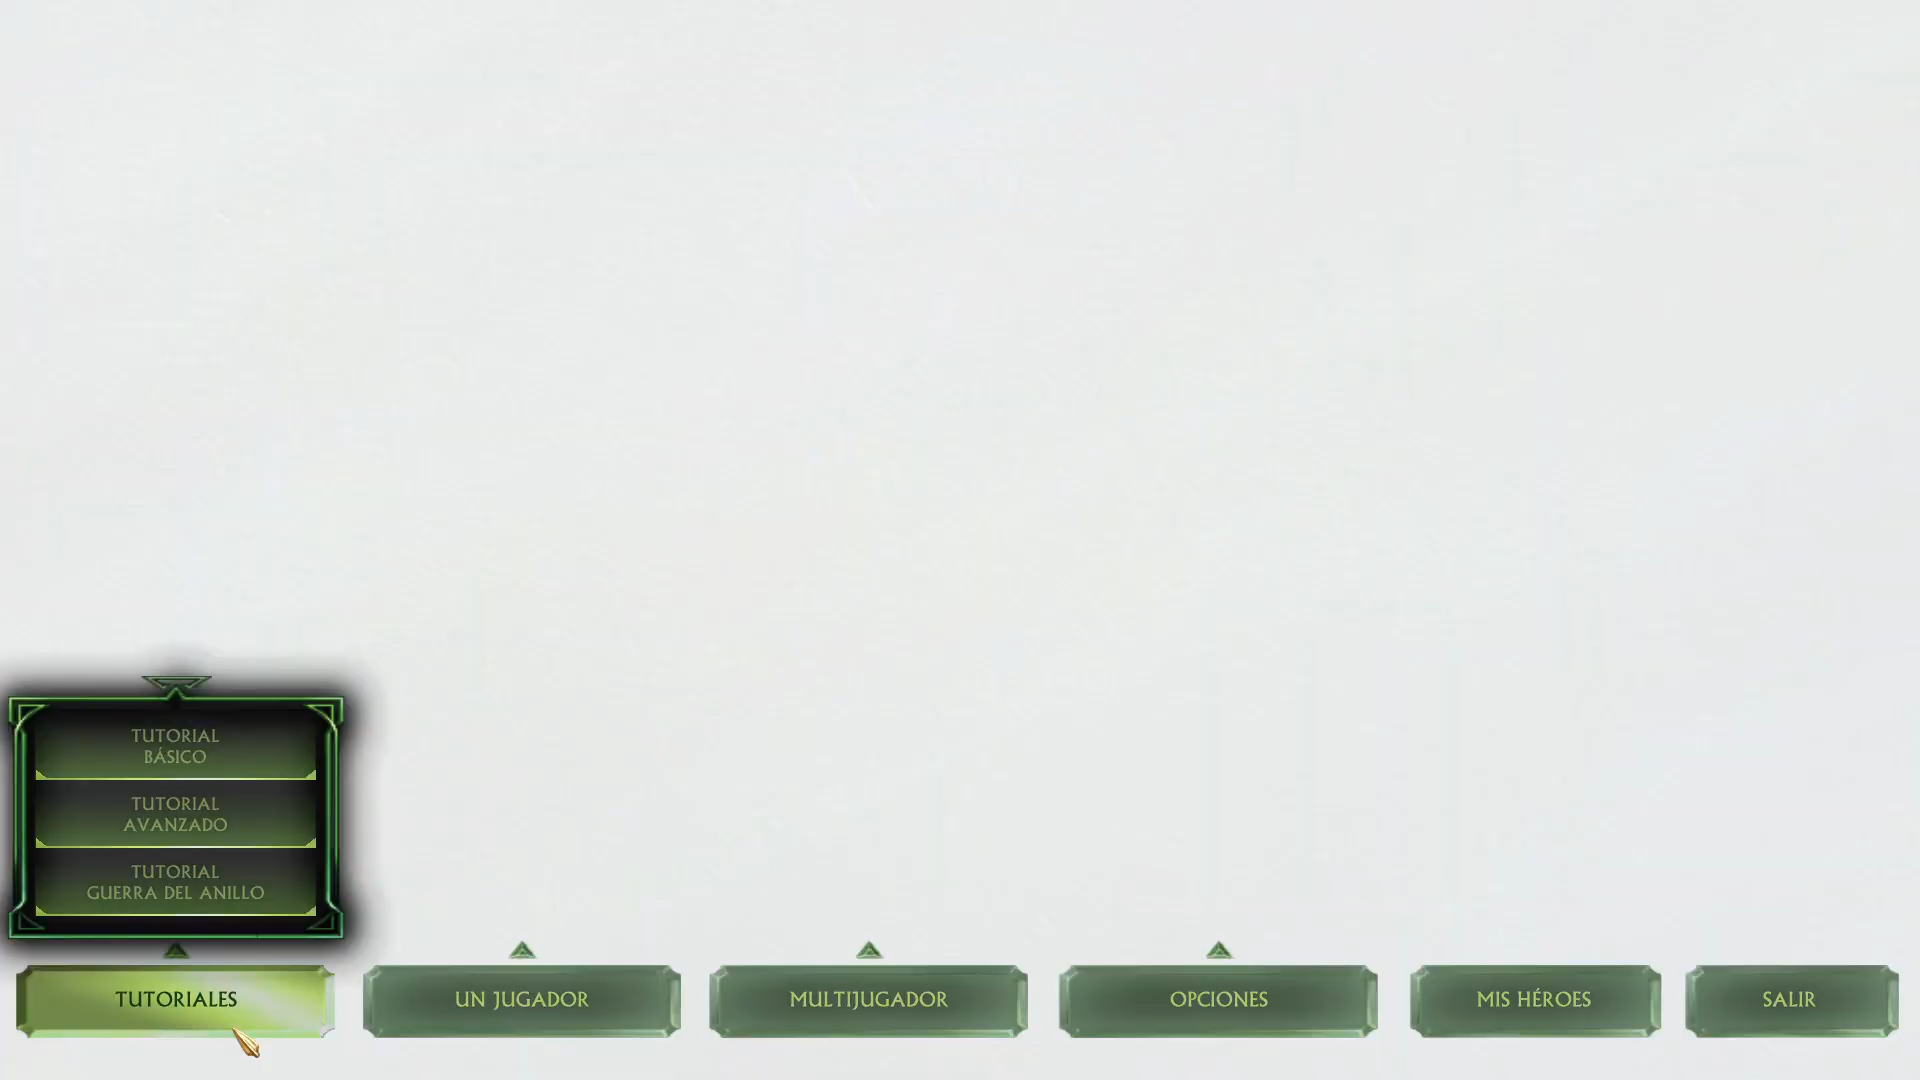 TUTORIAL
BÁSICO
TUTORIAL
AVANZADO
TUTORIAL
GUERRA DEL ANILLO
TUTORIALES
UN JUGADOR
MULTIJUGADOR
OPCIONES
MIS HÉROES
SALIR